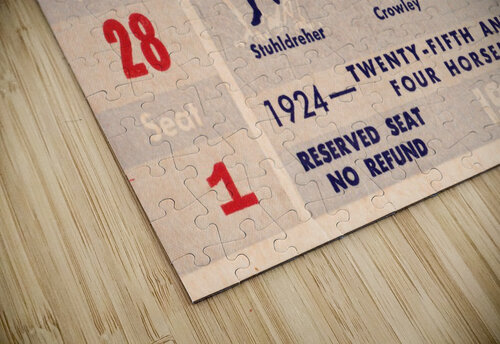 28
Stuhldreher
Crowley
1924—TWENTY-FIFTH AN
FOUR HORSE
Seat
RESERVED SEAT
NO REFUND
1